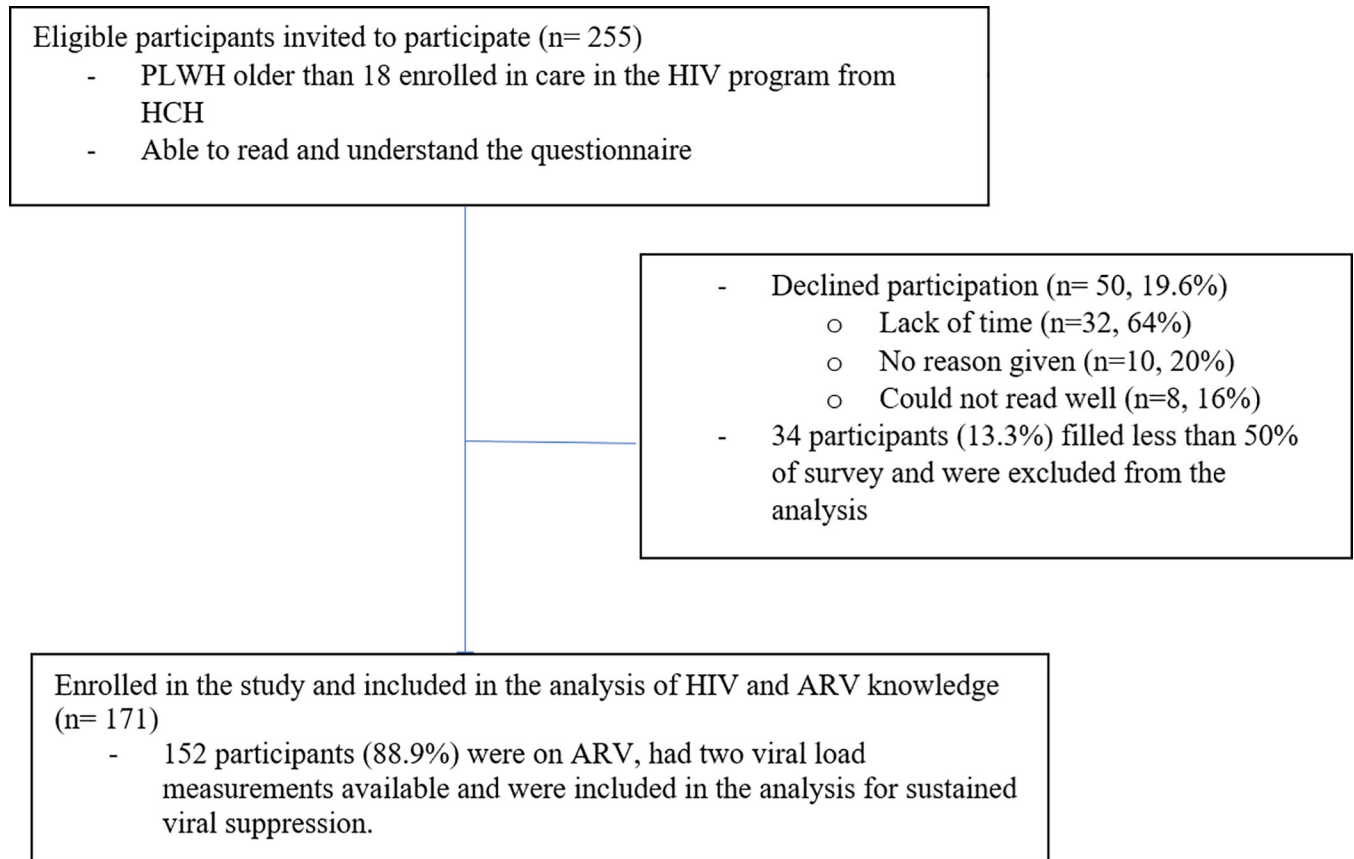 Eligible participants invited to participate (n= 255)
- PLWH older than 18 enrolled in care in the HIV program from
HCH
- Able to read and understand the questionnaire
- Declined participation (n= 50, 19.6%)
o Lack of time (n=32, 64%)
o No reason given (n=10, 20%)
o Could not read well (n=8, 16%)
- 34 participants (13.3%) filled less than 50%
of survey and were excluded from the
analysis
Enrolled in the study and included in the analysis of HIV and ARV knowledge
(n= 171)
- 152 participants (88.9%) were on ARV, had two viral load
measurements available and were included in the analysis for sustained
viral suppression.